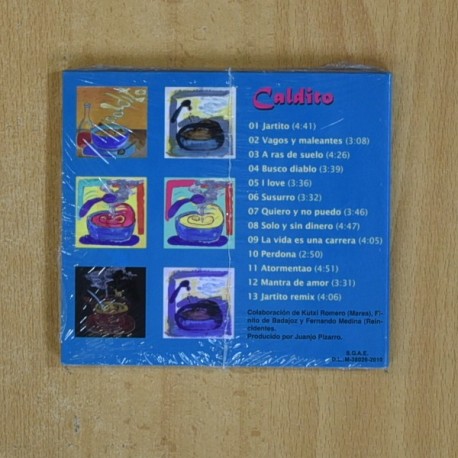 Caldito
01 Jartito (4:41)
02 Vagos y maleantes (3:08)
03 A ras de suelo (4:26)
04 Busco diablo (3:39)
05 I love (3:36)
06 Susurro (3:32)
07 Quiero y no puedo (3:46)
08 Solo y sin dinero (4:47)
09 La vida es una carrera (4:05)
10 Perdona (2:50)
11 Atormentao (4:51)
12 Mantra de amor (3:31)
13 Jartito remix (4:06)
Colaboración de Kutxi Romero (Marea), Fi-
nito de Badajoz y Fernando Medina (Rein-
cidentes.
Producido por Juanjo Pizarro.
S.G.A.E.